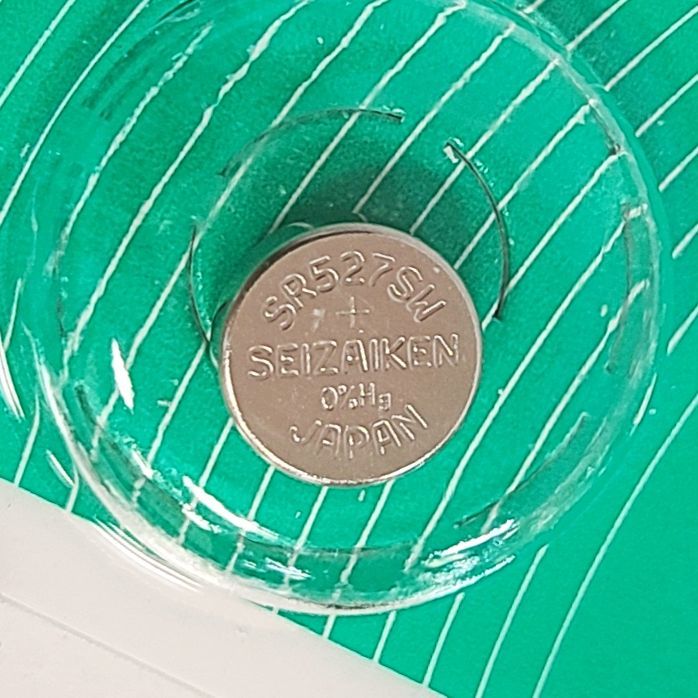 SR527SW
+
SEIZAIKEN
0%Hg
JAPAN